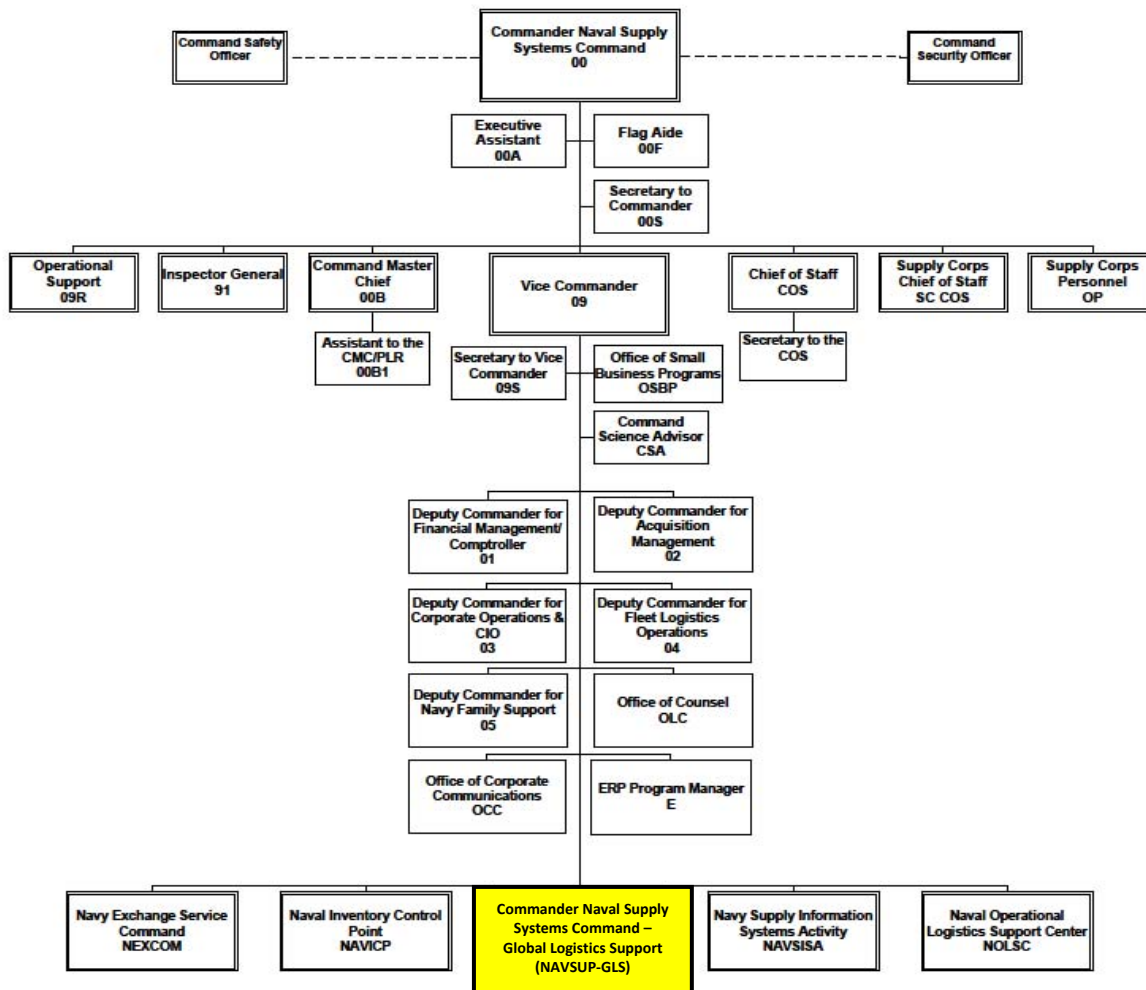 Command Safety
Officer
Commander Naval Supply
Systems Command
00
Command
Security Officer
Executive
Assistant
00A
Flag Aide
00F
Secretary to
Commander
00S
Operational
Support
09R
Inspector General
91
Command Master
Chief
00B
Vice Commander
09
Chief of Staff
COS
Supply Corps
Chief of Staff
SC COS
Supply Corps
Personnel
OP
Assistant to the
CMC/PLR
00B1
Secretary to Vice
Commander
09S
Office of Small
Business Programs
OSBP
Secretary to the
COS
Command
Science Advisor
CSA
Deputy Commander for
Financial Management/
Comptroller
01
Deputy Commander for
Acquisition
Management
02
Deputy Commander for
Corporate Operations &
CIO
03
Deputy Commander for
Fleet Logistics
Operations
04
Deputy Commander for
Navy Family Support
05
Office of Counsel
OLC
Office of Corporate
Communications
OCC
ERP Program Manager
E
Navy Exchange Service
Command
NEXCOM
Naval Inventory Control
Point
NAVICP
Commander Naval Supply
Systems Command –
Global Logistics Support
(NAVSUP-GLS)
Navy Supply Information
Systems Activity
NAVSISA
Naval Operational
Logistics Support Center
NOLSC